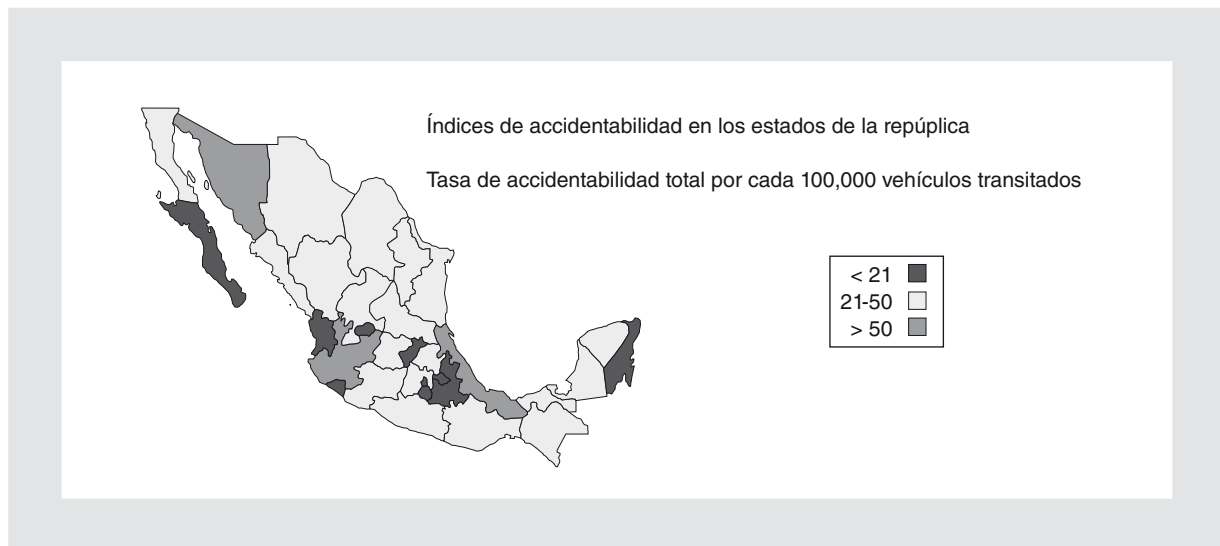 Índices de accidentabilidad en los estados de la repúplica
Tasa de accidentabilidad total por cada 100,000 vehículos transitados
< 21
21-50
> 50